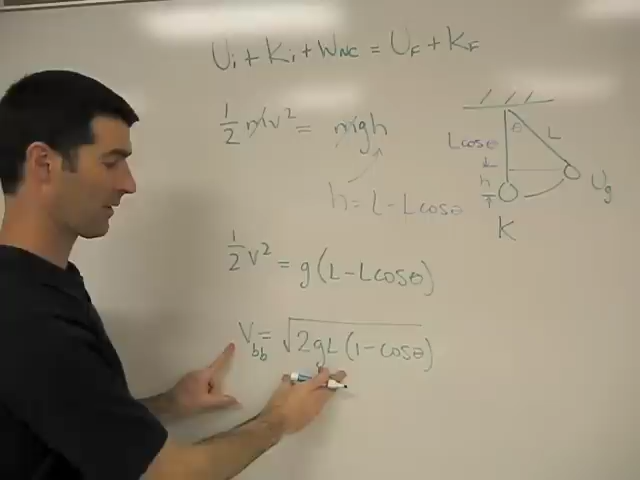 Ui + Ki + WNC = UF + KF
½ mv² = mgh
h = L - Lcosθ
½ v² = g(L - Lcosθ)
Vbb = √2gL(1 - cosθ)
θ
L
Lcosθ
h
Ug
K